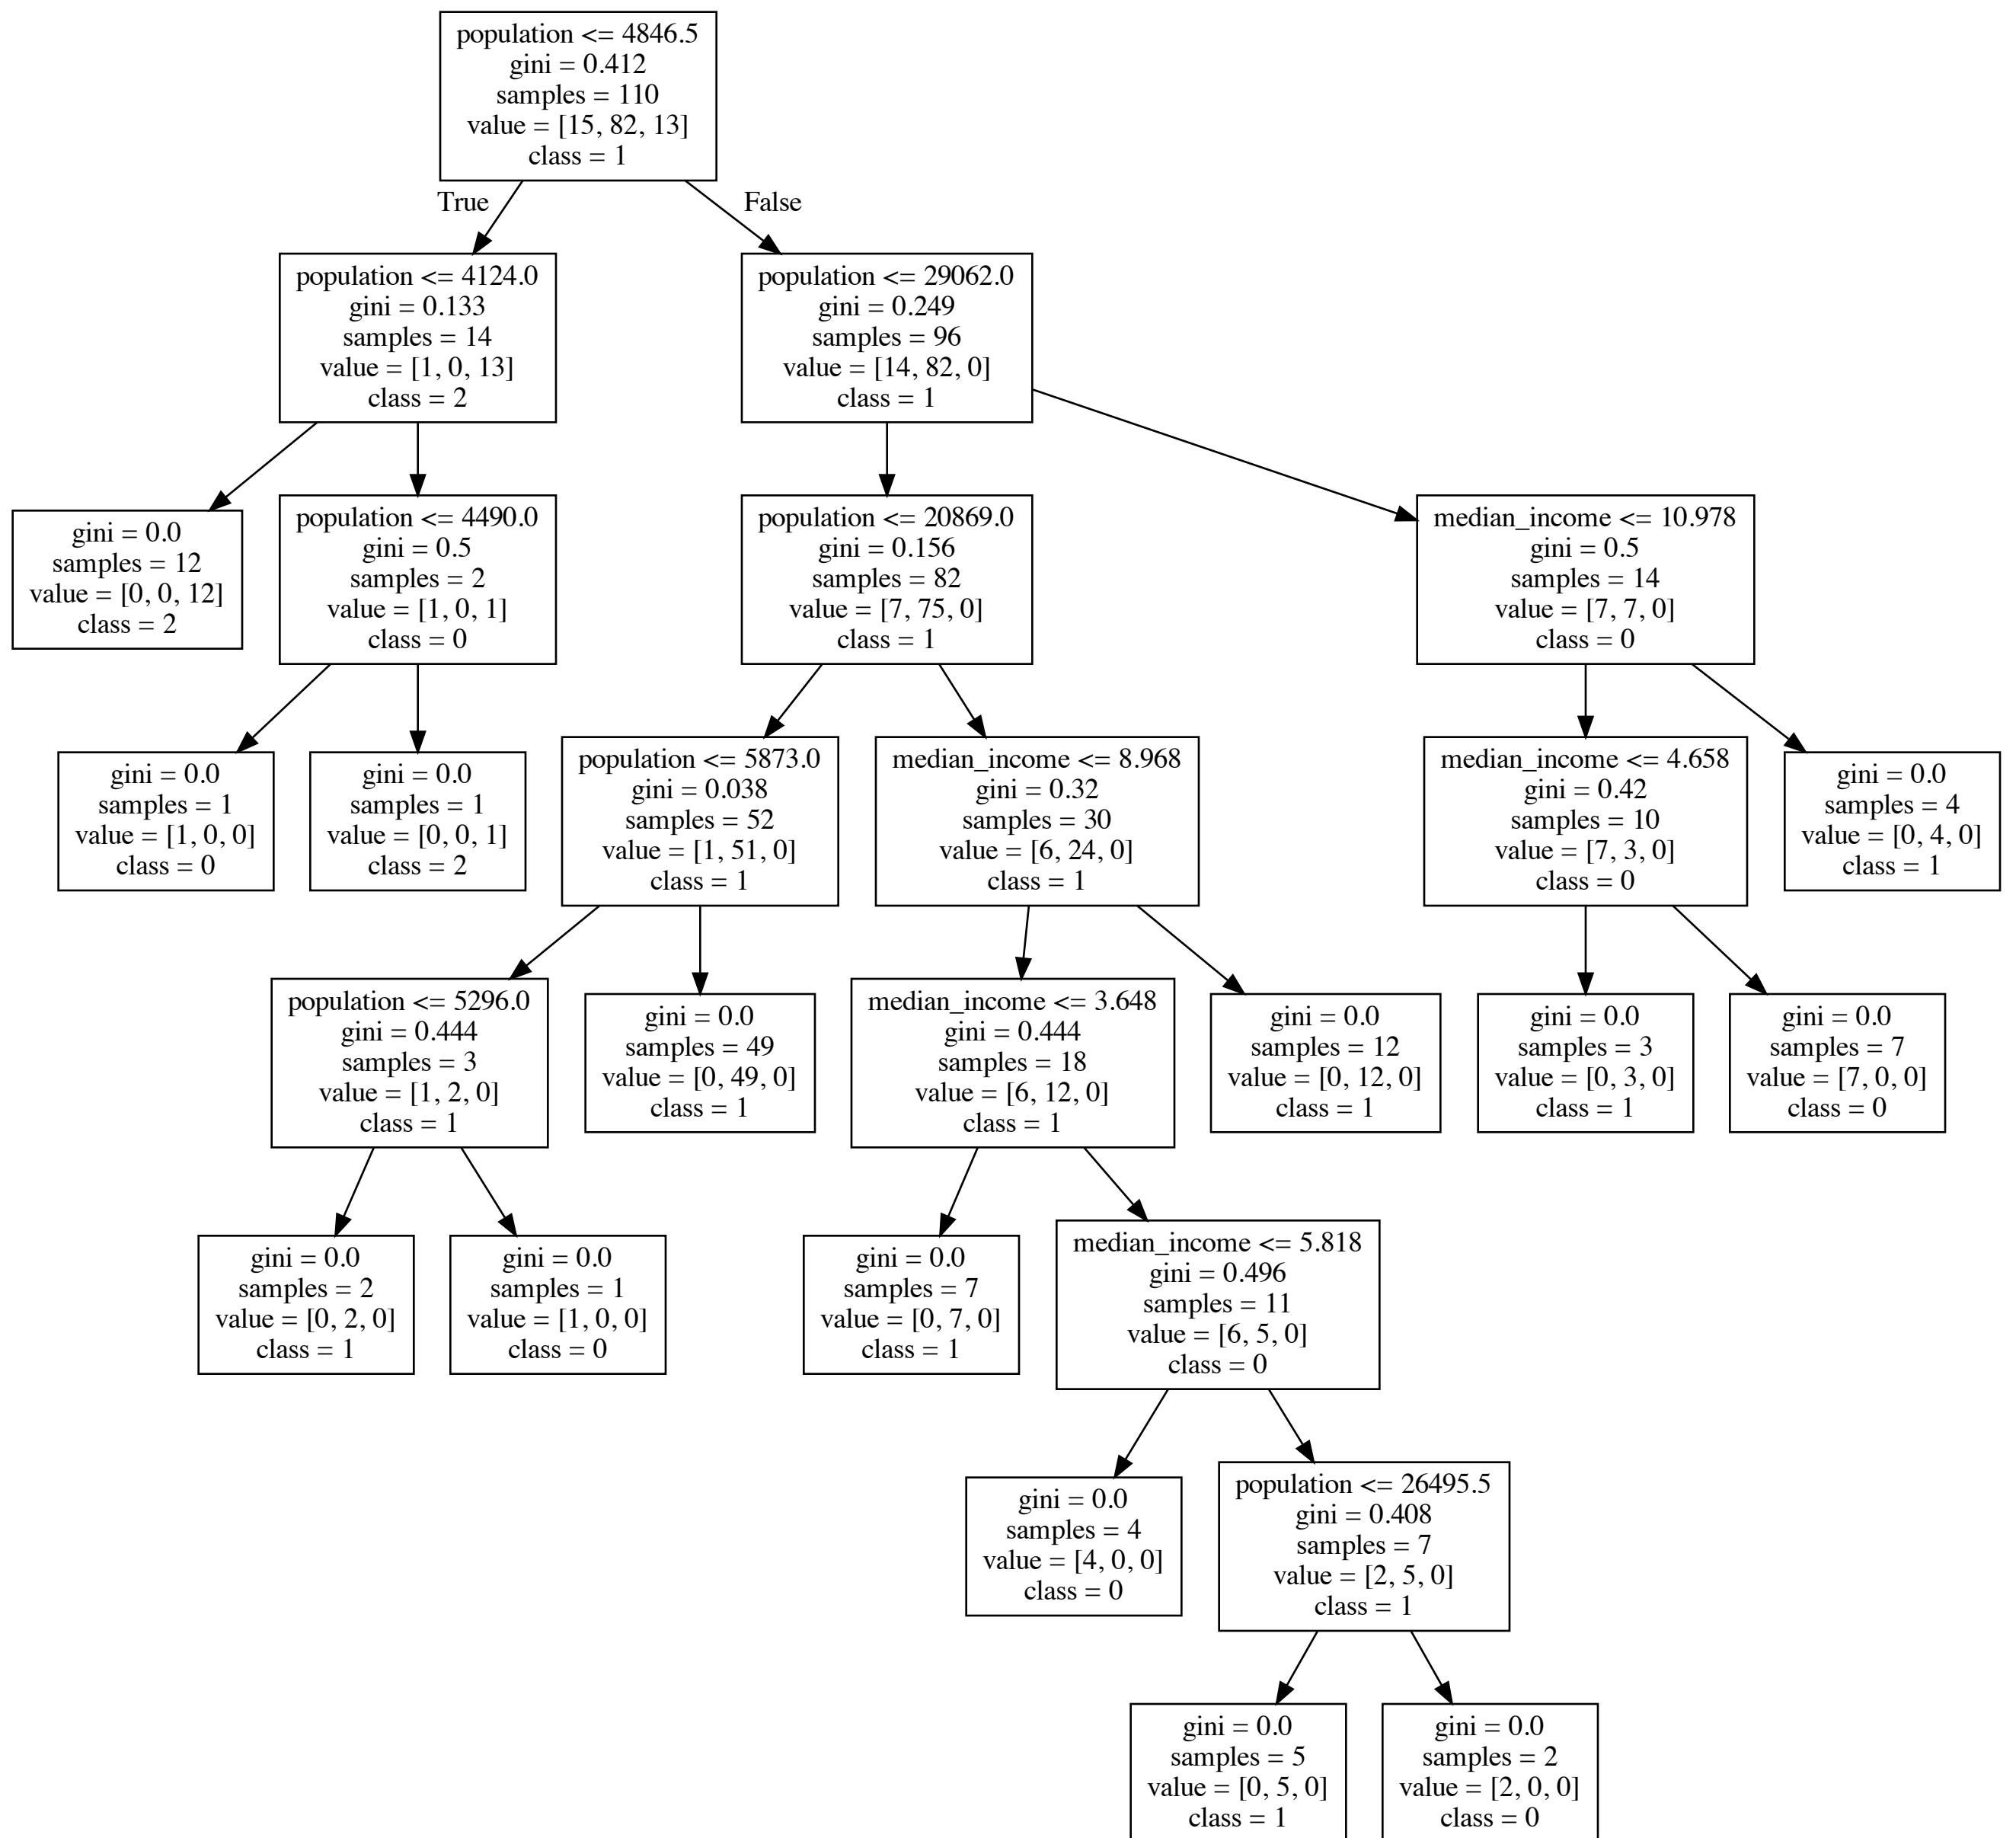 population <= 4846.5
gini = 0.412
samples = 110
value = [15, 82, 13]
class = 1
True
False
population <= 4124.0
gini = 0.133
samples = 14
value = [1, 0, 13]
class = 2
population <= 29062.0
gini = 0.249
samples = 96
value = [14, 82, 0]
class = 1
gini = 0.0
samples = 12
value = [0, 0, 12]
class = 2
population <= 4490.0
gini = 0.5
samples = 2
value = [1, 0, 1]
class = 0
population <= 20869.0
gini = 0.156
samples = 82
value = [7, 75, 0]
class = 1
median_income <= 10.978
gini = 0.5
samples = 14
value = [7, 7, 0]
class = 0
gini = 0.0
samples = 1
value = [1, 0, 0]
class = 0
gini = 0.0
samples = 1
value = [0, 0, 1]
class = 2
population <= 5873.0
gini = 0.038
samples = 52
value = [1, 51, 0]
class = 1
median_income <= 8.968
gini = 0.32
samples = 30
value = [6, 24, 0]
class = 1
median_income <= 4.658
gini = 0.42
samples = 10
value = [7, 3, 0]
class = 0
gini = 0.0
samples = 4
value = [0, 4, 0]
class = 1
population <= 5296.0
gini = 0.444
samples = 3
value = [1, 2, 0]
class = 1
gini = 0.0
samples = 49
value = [0, 49, 0]
class = 1
median_income <= 3.648
gini = 0.444
samples = 18
value = [6, 12, 0]
class = 1
gini = 0.0
samples = 12
value = [0, 12, 0]
class = 1
gini = 0.0
samples = 3
value = [0, 3, 0]
class = 1
gini = 0.0
samples = 7
value = [7, 0, 0]
class = 0
gini = 0.0
samples = 2
value = [0, 2, 0]
class = 1
gini = 0.0
samples = 1
value = [1, 0, 0]
class = 0
gini = 0.0
samples = 7
value = [0, 7, 0]
class = 1
median_income <= 5.818
gini = 0.496
samples = 11
value = [6, 5, 0]
class = 0
gini = 0.0
samples = 4
value = [4, 0, 0]
class = 0
population <= 26495.5
gini = 0.408
samples = 7
value = [2, 5, 0]
class = 1
gini = 0.0
samples = 5
value = [0, 5, 0]
class = 1
gini = 0.0
samples = 2
value = [2, 0, 0]
class = 0